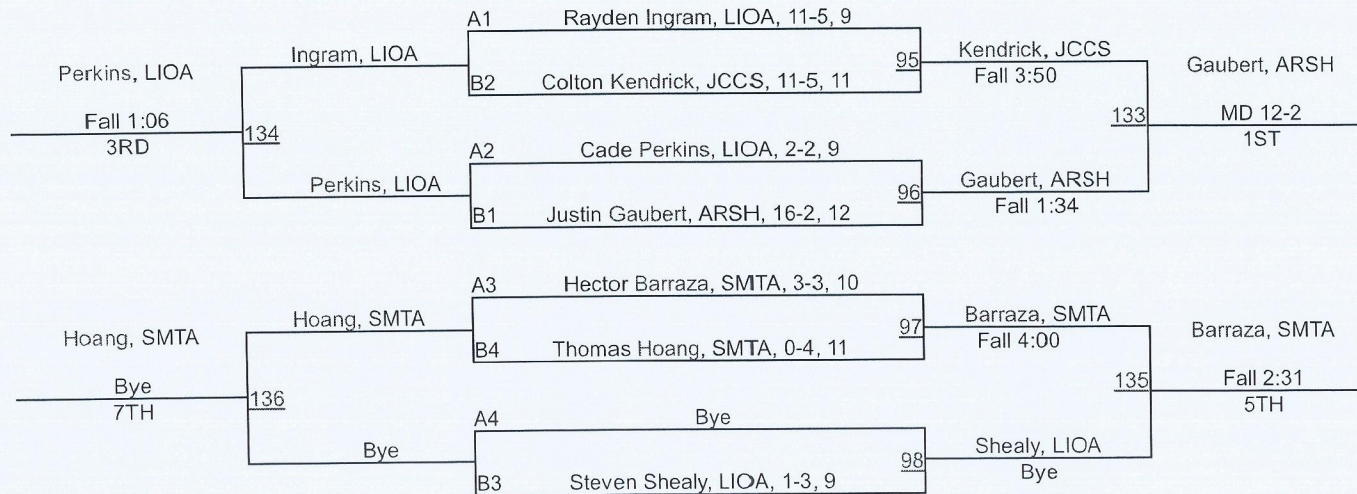 A1 Rayden Ingram, LIOA, 11-5, 9
Ingram, LIOA
95 Kendrick, JCCS
Perkins, LIOA
B2 Colton Kendrick, JCCS, 11-5, 11
Fall 3:50
Gaubert, ARSH
Fall 1:06
3RD
134
133
MD 12-2
1ST
A2 Cade Perkins, LIOA, 2-2, 9
Perkins, LIOA
96 Gaubert, ARSH
B1 Justin Gaubert, ARSH, 16-2, 12
Fall 1:34
A3 Hector Barraza, SMTA, 3-3, 10
Hoang, SMTA
97 Barraza, SMTA
Hoang, SMTA
B4 Thomas Hoang, SMTA, 0-4, 11
Fall 4:00
Barraza, SMTA
Bye
7TH
136
135
Fall 2:31
5TH
A4 Bye
Bye
98 Shealy, LIOA
B3 Steven Shealy, LIOA, 1-3, 9
Bye